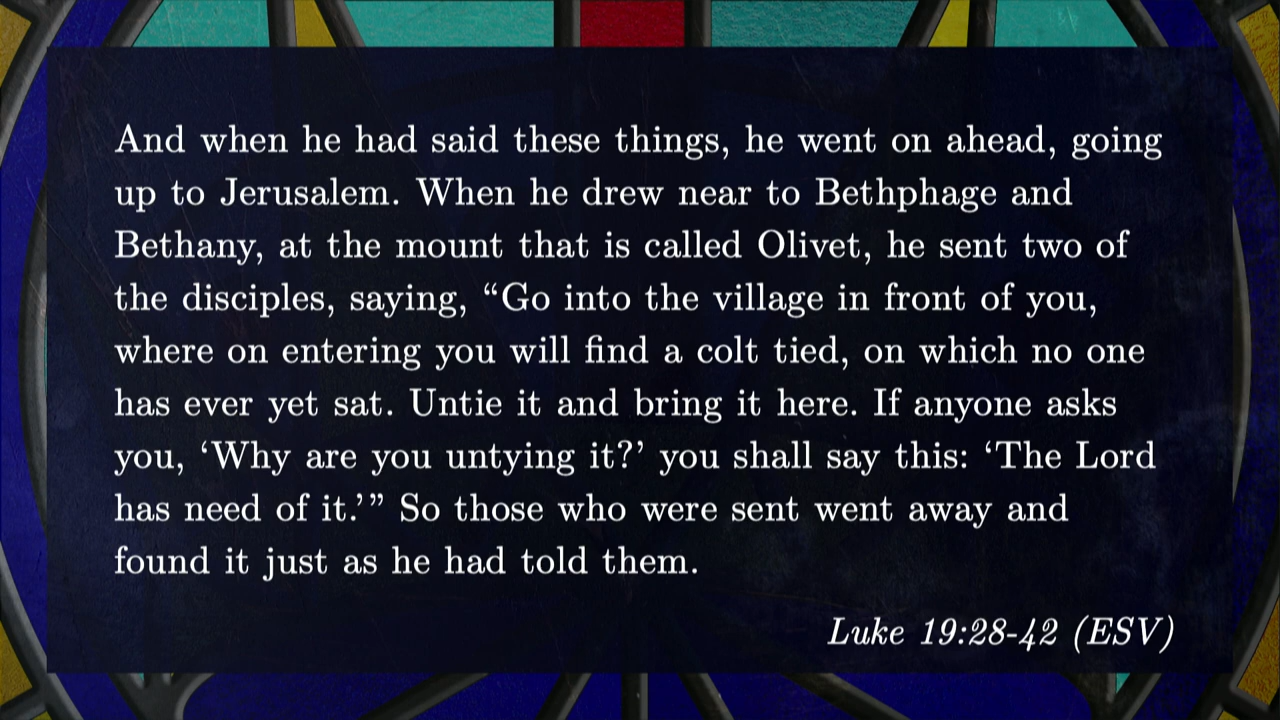 And when he had said these things, he went on ahead, going
up to Jerusalem. When he drew near to Bethphage and
Bethany, at the mount that is called Olivet, he sent two of
the disciples, saying, “Go into the village in front of you,
where on entering you will find a colt tied, on which no one
has ever yet sat. Untie it and bring it here. If anyone asks
you, ‘Why are you untying it?’ you shall say this: ‘The Lord
has need of it.’” So those who were sent went away and
found it just as he had told them.
Luke 19:28-42 (ESV)